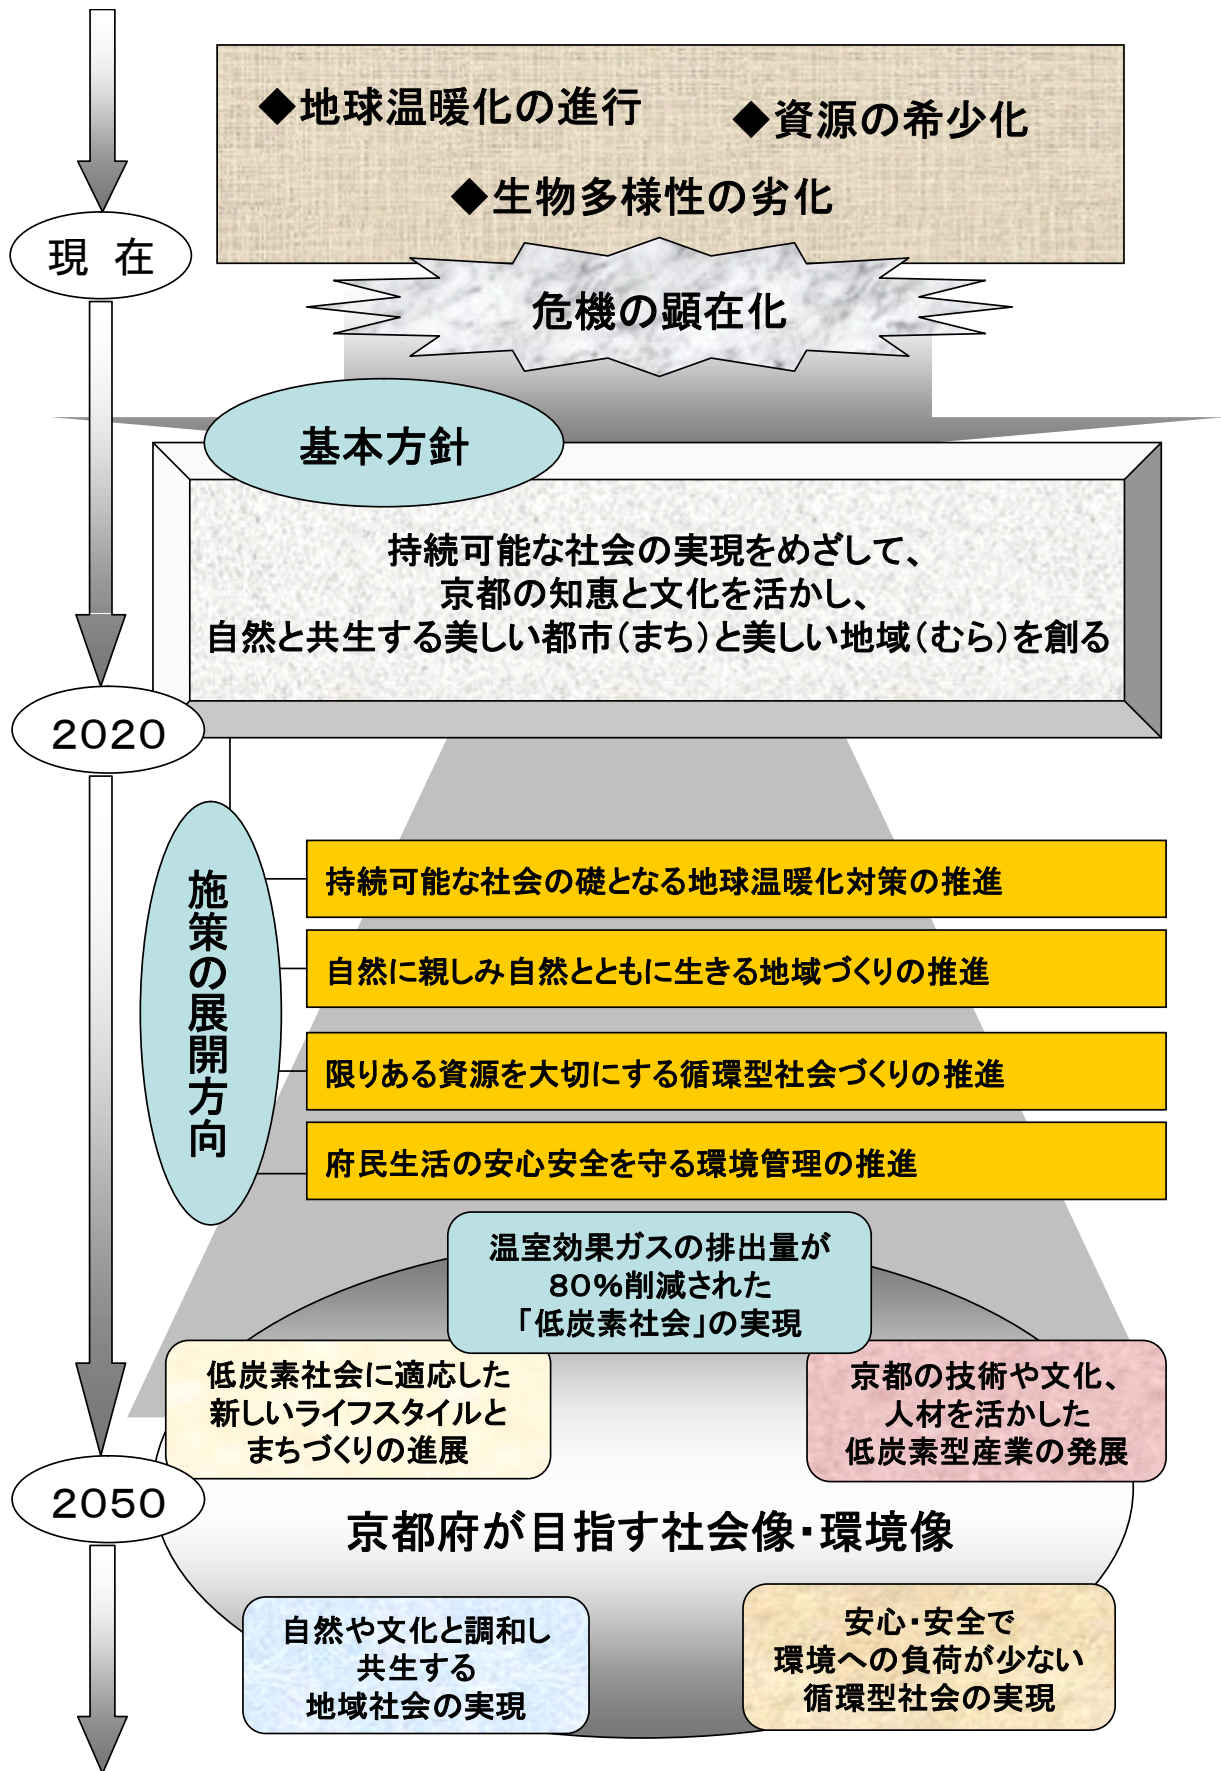 ◆地球温暖化の進行
◆資源の希少化
◆生物多様性の劣化
現 在
危機の顕在化
基本方針
持続可能な社会の実現をめざして、
京都の知恵と文化を活かし、
自然と共生する美しい都市（まち）と美しい地域（むら）を創る
２０２０
施策の展開方向
持続可能な社会の礎となる地球温暖化対策の推進
自然に親しみ自然とともに生きる地域づくりの推進
限りある資源を大切にする循環型社会づくりの推進
府民生活の安心安全を守る環境管理の推進
温室効果ガスの排出量が
８０％削減された
「低炭素社会」の実現
低炭素社会に適応した
新しいライフスタイルと
まちづくりの進展
京都の技術や文化、
人材を活かした
低炭素型産業の発展
２０５０
京都府が目指す社会像・環境像
自然や文化と調和し
共生する
地域社会の実現
安心・安全で
環境への負荷が少ない
循環型社会の実現